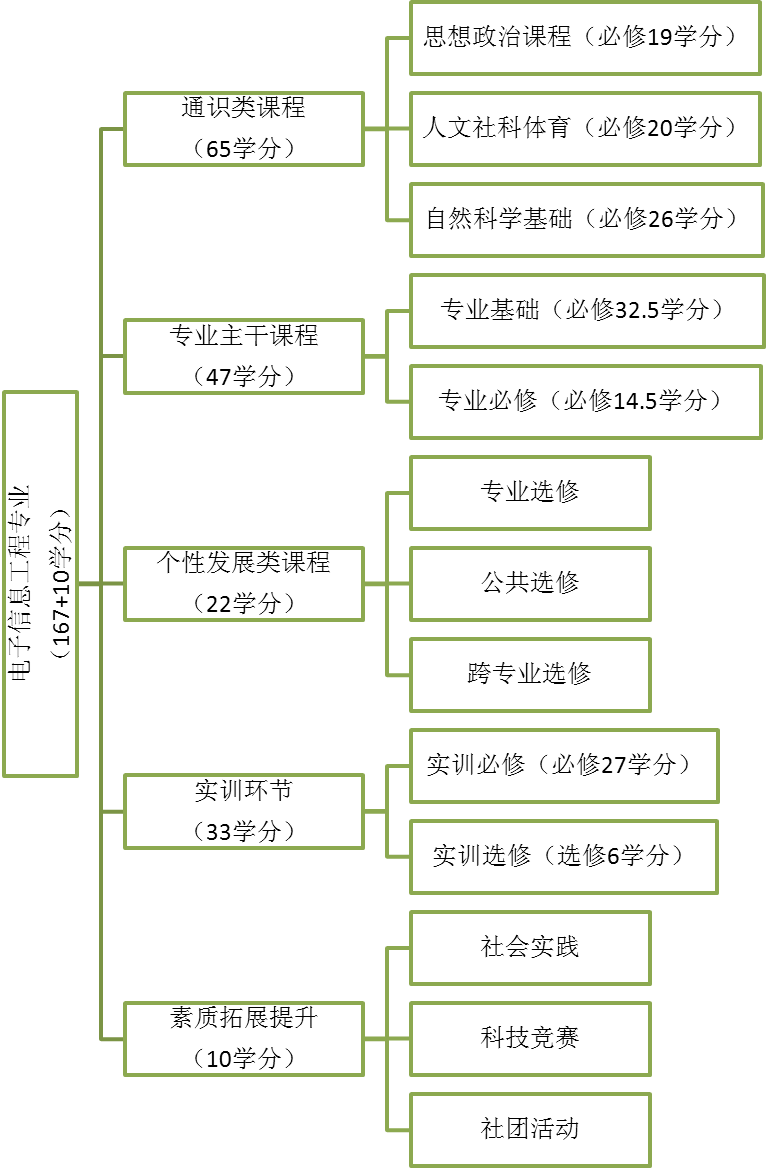 电子信息工程专业
（167+10学分）
通识类课程
（65学分）
思想政治课程（必修19学分）
人文社科体育（必修20学分）
自然科学基础（必修26学分）
专业主干课程
（47学分）
专业基础（必修32.5学分）
专业必修（必修14.5学分）
个性发展类课程
（22学分）
专业选修
公共选修
跨专业选修
实训环节
（33学分）
实训必修（必修27学分）
实训选修（选修6学分）
素质拓展提升
（10学分）
社会实践
科技竞赛
社团活动